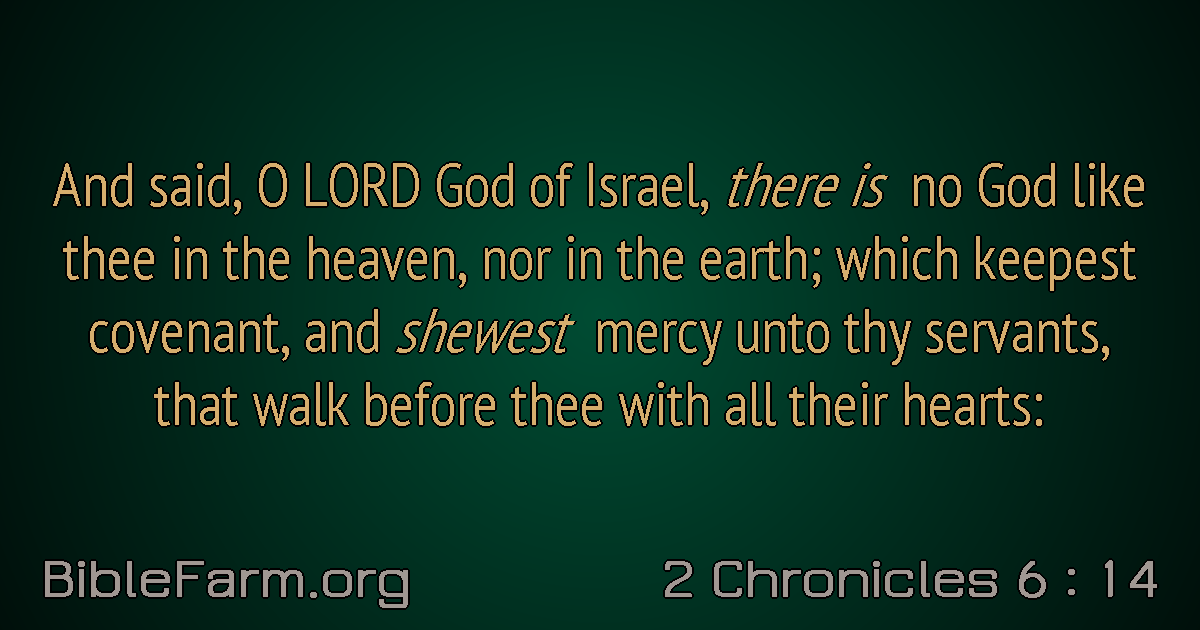 And said, O LORD God of Israel, there is no God like
thee in the heaven, nor in the earth; which keepest
covenant, and shewest mercy unto thy servants,
that walk before thee with all their hearts:
BibleFarm.org
2 Chronicles 6 : 14